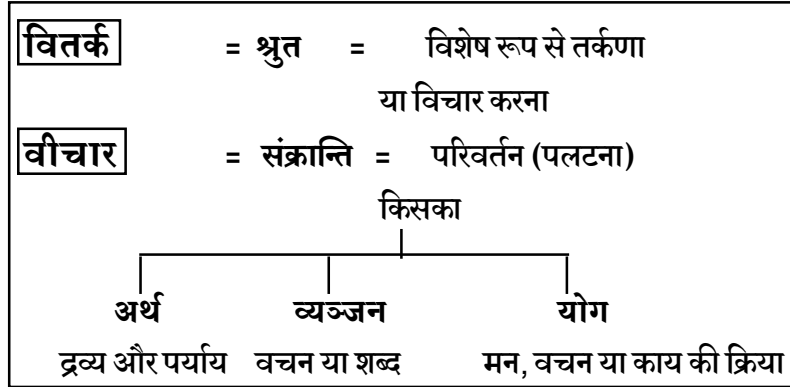 वितर्क = श्रुत = विशेष रूप से तर्कणा
या विचार करना
वीचार = संक्रान्ति = परिवर्तन (पलटना)
किसका
अर्थ व्यञ्जन योग
द्रव्य और पर्याय वचन या शब्द मन, वचन या काय की क्रिया